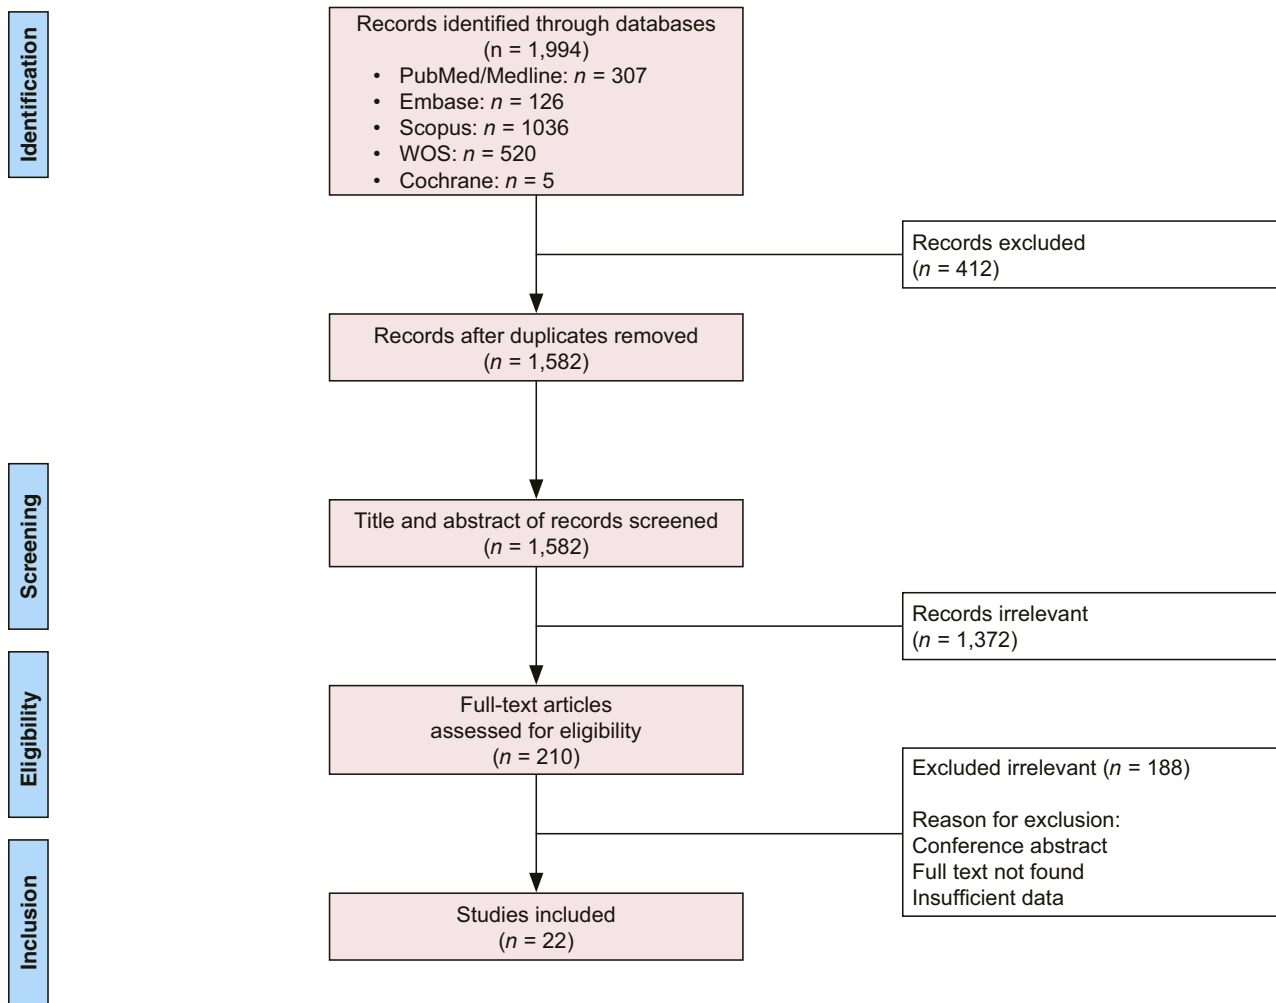 Identification
Records identified through databases
(n = 1,994)
• PubMed/Medline: n = 307
• Embase: n = 126
• Scopus: n = 1036
• WOS: n = 520
• Cochrane: n = 5
Records excluded
(n = 412)
Records after duplicates removed
(n = 1,582)
Screening
Title and abstract of records screened
(n = 1,582)
Records irrelevant
(n = 1,372)
Eligibility
Full-text articles
assessed for eligibility
(n = 210)
Excluded irrelevant (n = 188)
Reason for exclusion:
Conference abstract
Full text not found
Insufficient data
Inclusion
Studies included
(n = 22)